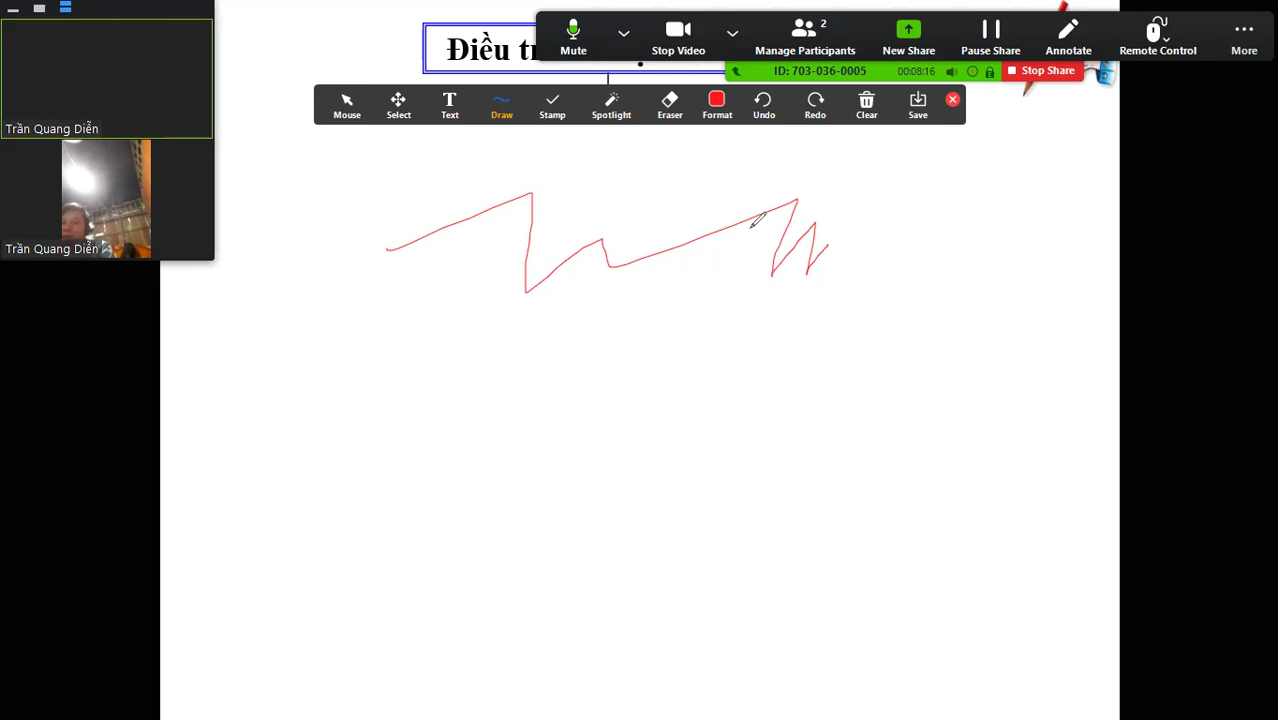 Điều
Mute
Stop Video
2
Manage Participants
New Share
Pause Share
Annotate
Remote Control
More
ID: 703-036-0005
00:08:16
Stop Share
Mouse
Select
T
Text
Draw
Stamp
Spotlight
Eraser
Format
Undo
Redo
Clear
Save
Trần Quang Diễn
Trần Quang Diễn